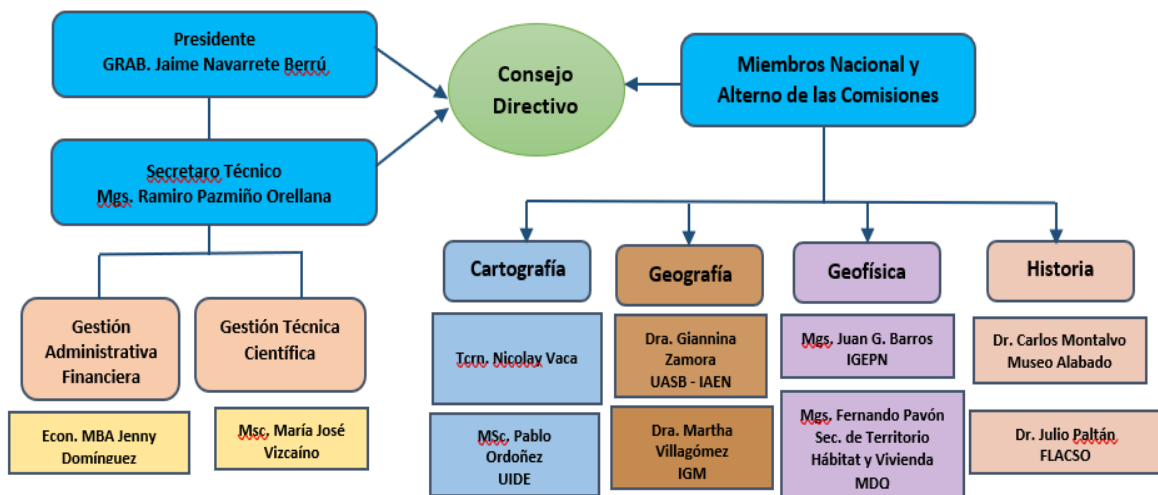 Presidente
GRAB. Jaime Navarrete Berrú
Secretaro Técnico
Mgs. Ramiro Pazmiño Orellana
Gestión
Administrativa
Financiera
Gestión Técnica
Científica
Econ. MBA Jenny
Domínguez
Msc. María José
Vizcaíno
Consejo
Directivo
Miembros Nacional y
Alterno de las Comisiones
Cartografía
Geografía
Geofísica
Historia
Tcrn. Nicolay Vaca
Dra. Giannina
Zamora
UASB - IAEN
Mgs. Juan G. Barros
IGEPN
Dr. Carlos Montalvo
Museo Alabado
MSc. Pablo
Ordoñez
UIDE
Dra. Martha
Villagómez
IGM
Mgs. Fernando Pavón
Sec. de Territorio
Hábitat y Vivienda
MDQ
Dr. Julio Paltán
FLACSO